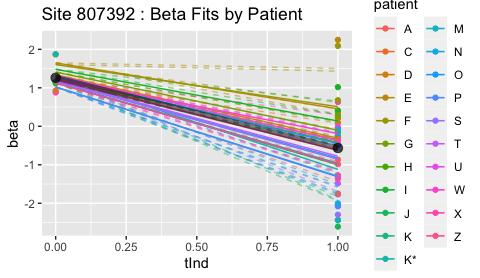 Site 807392 : Beta Fits by Patient
beta
2
1
0
-1
-2
0.00
0.25
0.50
0.75
1.00
tInd
patient
A
C
D
E
F
G
H
I
J
K
K*
M
N
O
P
S
T
U
W
X
Z